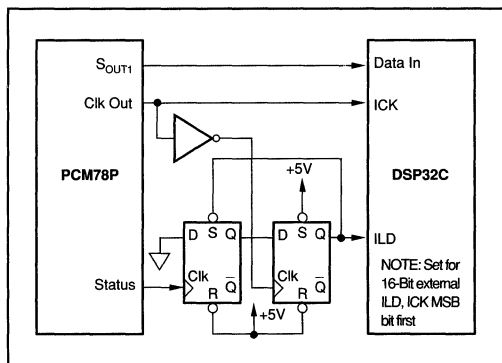 S_OUT1
Data In
Clk Out
ICK
+5V
PCM78P
DSP32C
D S Q
D S Q
ILD
Clk Q̅
Clk Q̅
NOTE: Set for
16-Bit external
ILD, ICK MSB
bit first
Status
R
R
+5V